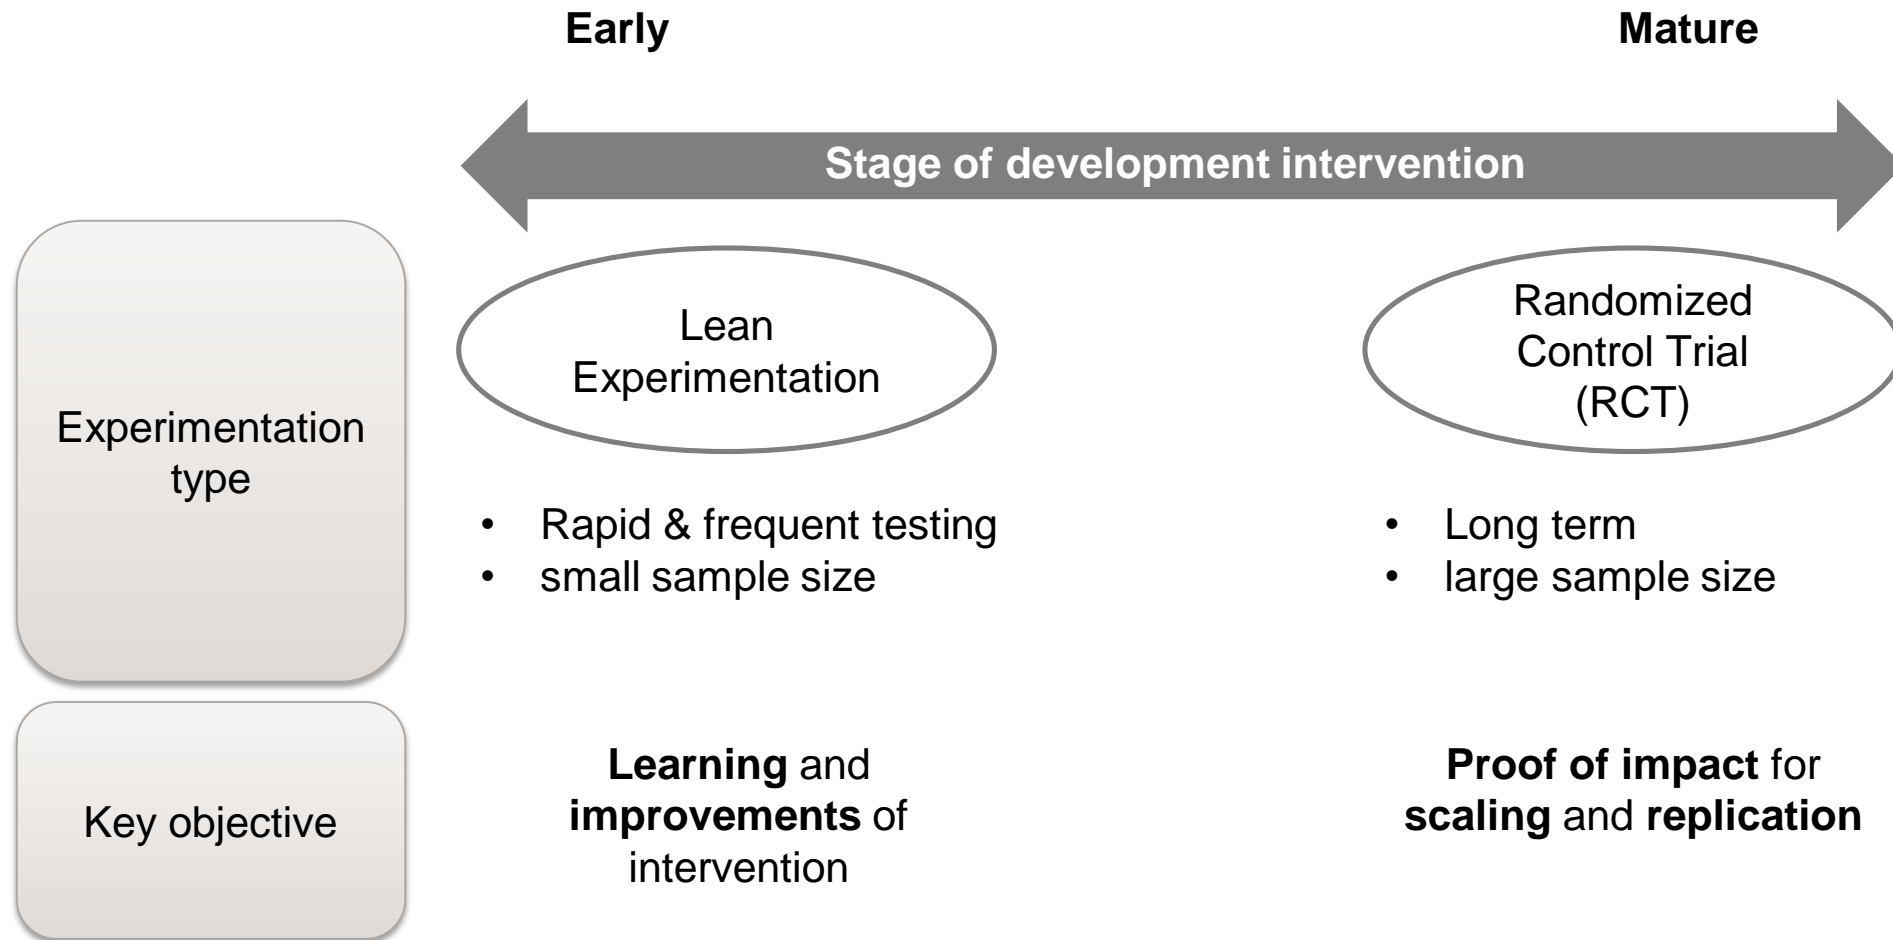 Early
Mature
Stage of development intervention
Experimentation
type
Lean
Experimentation
Randomized
Control Trial
(RCT)
• Rapid & frequent testing
• small sample size
• Long term
• large sample size
Key objective
Learning and
improvements of
intervention
Proof of impact for
scaling and replication